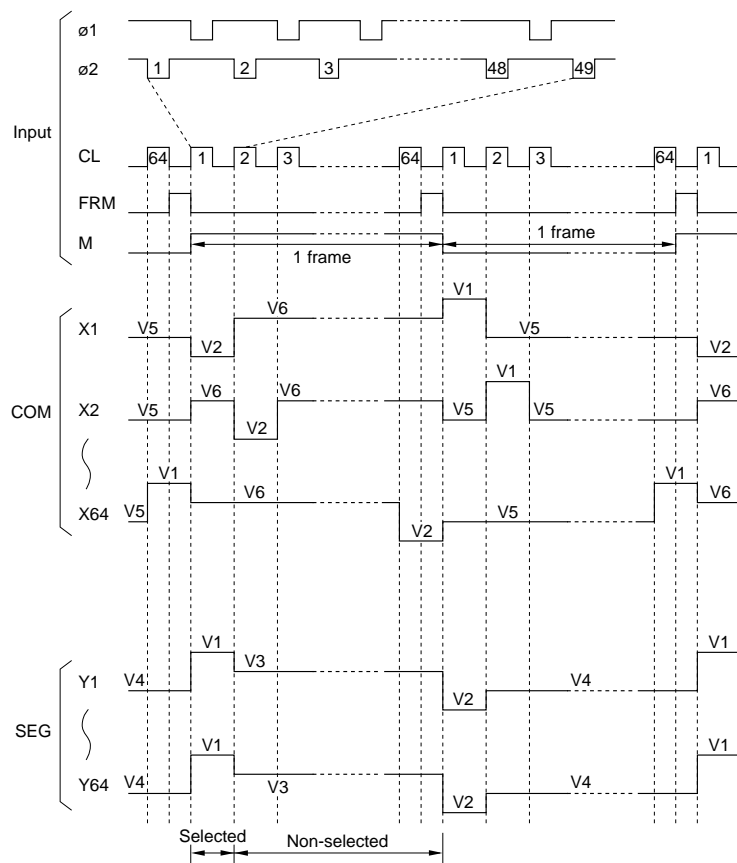 ø1
ø2 1 2 3 48 49
Input
CL 64 1 2 3 64 1 2 3 64 1
FRM
M
1 frame 1 frame
COM
X1 V5 V2 V6 V1 V5 V2
X2 V5 V6 V2 V6 V5 V1 V5 V6
X64 V5 V1 V6 V2 V5 V1 V6
SEG
Y1 V4 V1 V3 V2 V4 V1
Y64 V4 V1 V3 V2 V4 V1
Selected Non-selected